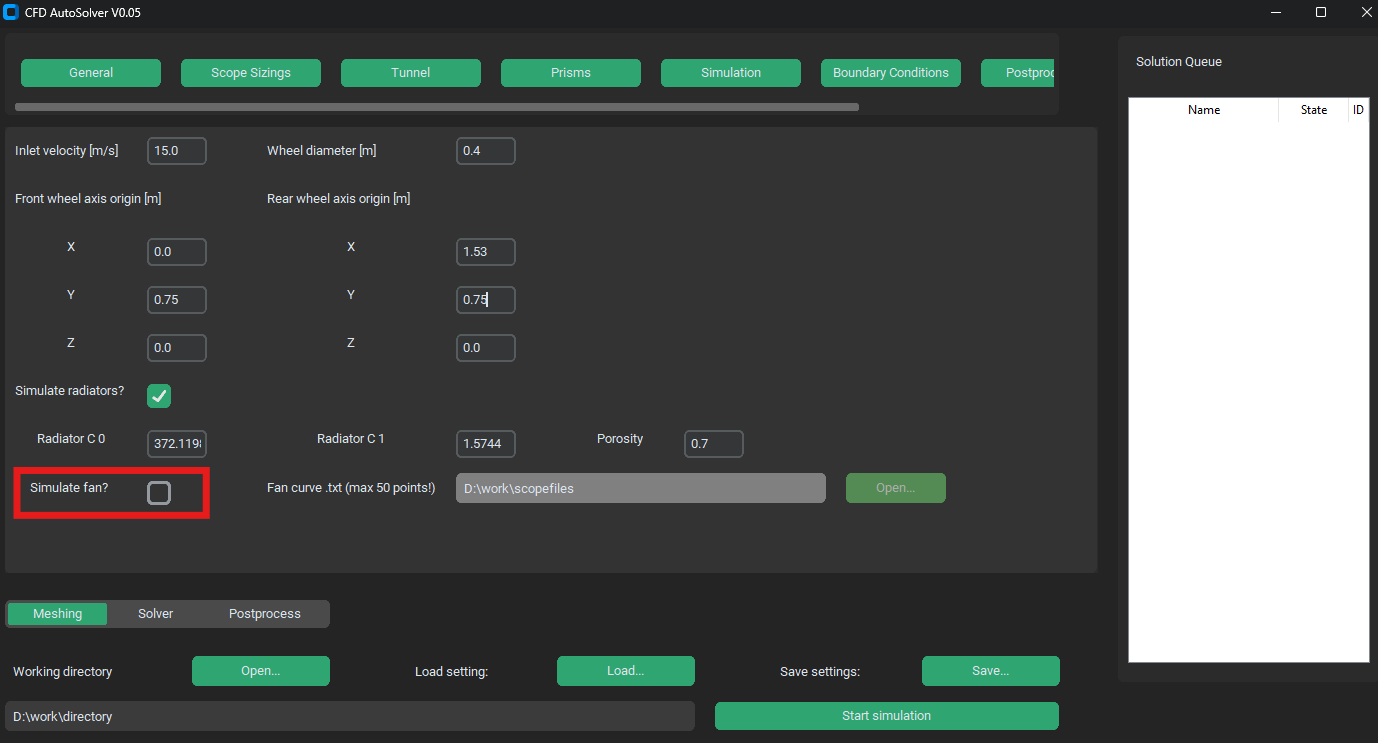 CFD AutoSolver V0.05
General Scope Sizings Tunnel Prisms Simulation Boundary Conditions Postproc
Solution Queue
Name State ID
Inlet velocity [m/s] 15.0 Wheel diameter [m] 0.4
Front wheel axis origin [m] Rear wheel axis origin [m]
X 0.0 X 1.53
Y 0.75 Y 0.75
Z 0.0 Z 0.0
Simulate radiators?
Radiator C 0 372.1198 Radiator C 1 1.5744 Porosity 0.7
Simulate fan? Fan curve .txt (max 50 points!) D:\work\scopefiles Open...
Meshing Solver Postprocess
Working directory Open... Load setting: Load... Save settings: Save...
D:\work\directory Start simulation